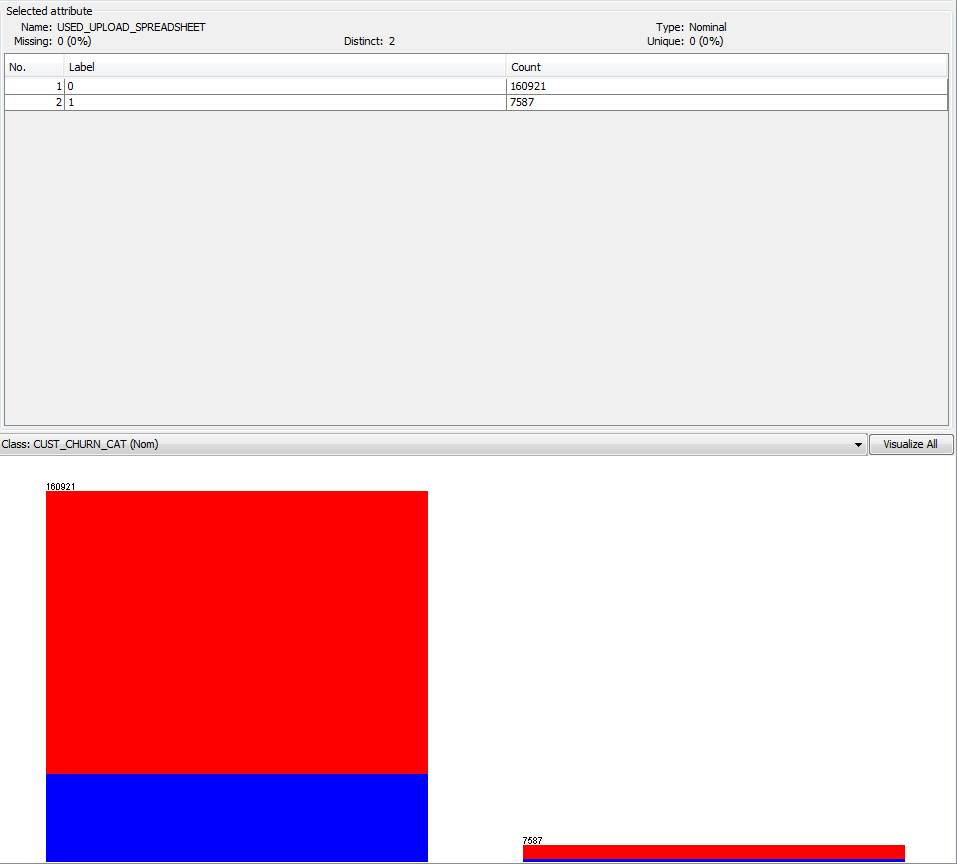 Selected attribute
Name: USED_UPLOAD_SPREADSHEET Type: Nominal
Missing: 0 (0%) Distinct: 2 Unique: 0 (0%)
No. Label Count
1 0 160921
2 1 7587
Class: CUST_CHURN_CAT (Nom) Visualize All
160921
7587